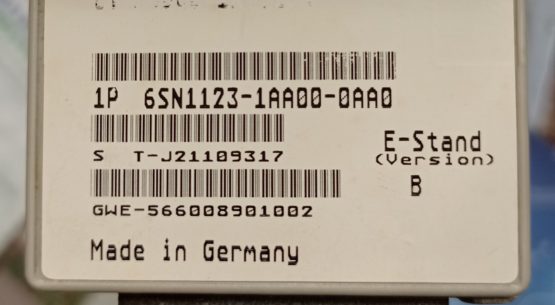 1P 6SN1123-1AA00-0AA0
S T-J21109317
E-Stand
(Version)
B
GWE-566008901002
Made in Germany